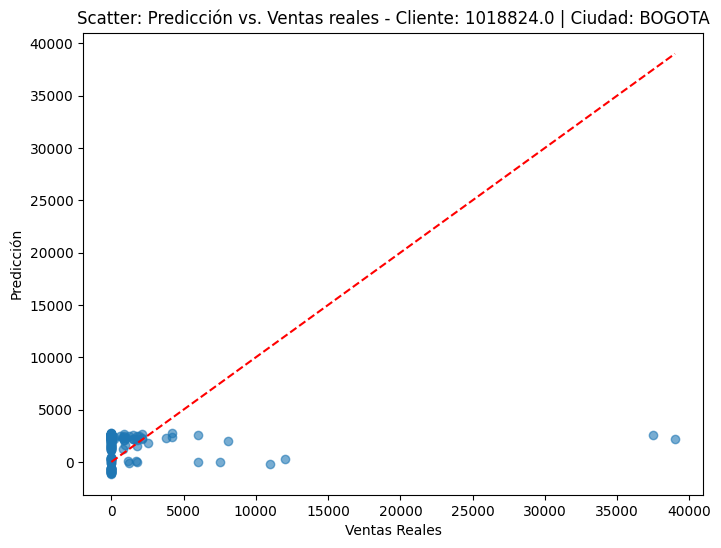 Scatter: Predicción vs. Ventas reales - Cliente: 1018824.0 | Ciudad: BOGOTA
40000
35000
30000
25000
20000
15000
10000
5000
0
Predicción
0 5000 10000 15000 20000 25000 30000 35000 40000
Ventas Reales